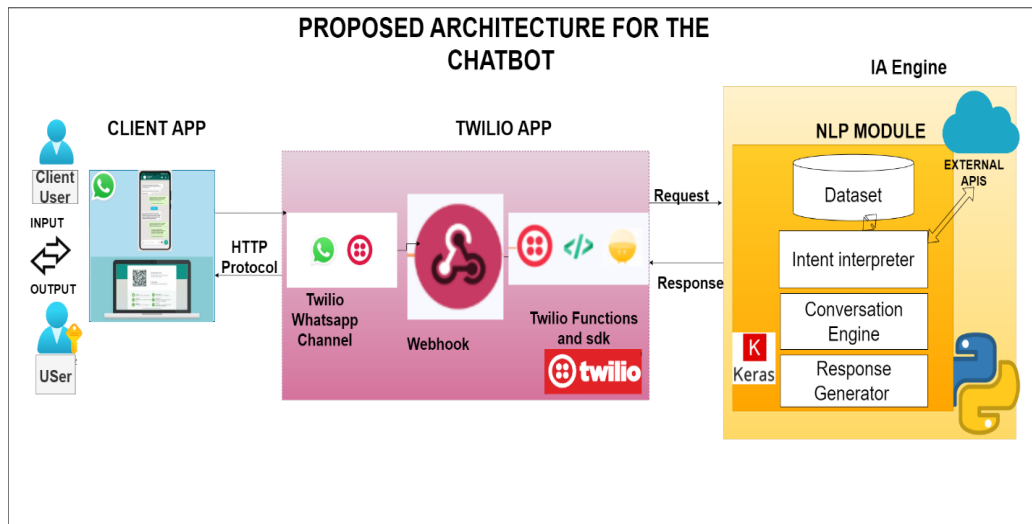 PROPOSED ARCHITECTURE FOR THE
CHATBOT
IA Engine
CLIENT APP
TWILIO APP
NLP MODULE
Client
User
INPUT
OUTPUT
USer
HTTP
Protocol
Twilio
Whatsapp
Channel
Webhook
Twilio Functions
and sdk
twilio
Request
Response
EXTERNAL
APIS
Dataset
Intent interpreter
Conversation
Engine
Response
Generator
K
Keras